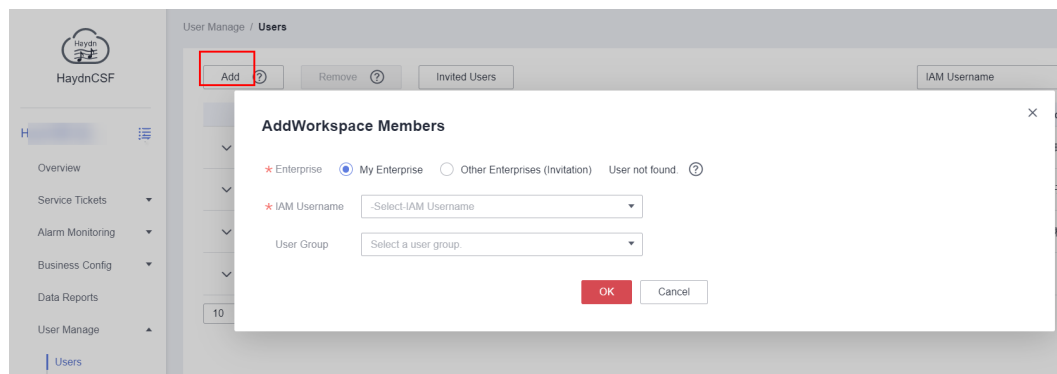 User Manage / Users
Haydn
HaydnCSF
Add ?
Remove ?
Invited Users
IAM Username
AddWorkspace Members
* Enterprise My Enterprise Other Enterprises (Invitation) User not found. ?
* IAM Username -Select-IAM Username
User Group Select a user group.
OK Cancel
H
Overview
Service Tickets
Alarm Monitoring
Business Config
Data Reports
User Manage
Users
10